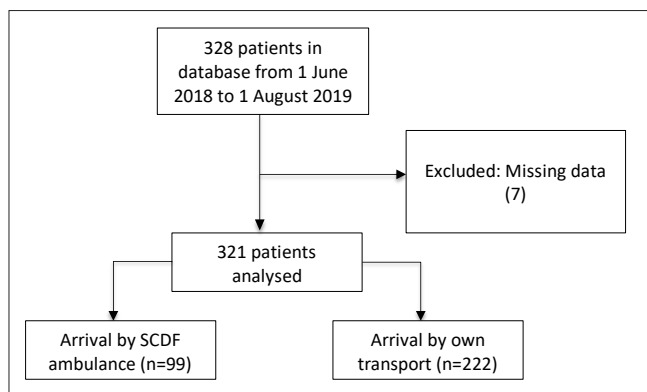 328 patients in
database from 1 June
2018 to 1 August 2019
Excluded: Missing data
(7)
321 patients
analysed
Arrival by SCDF
ambulance (n=99)
Arrival by own
transport (n=222)